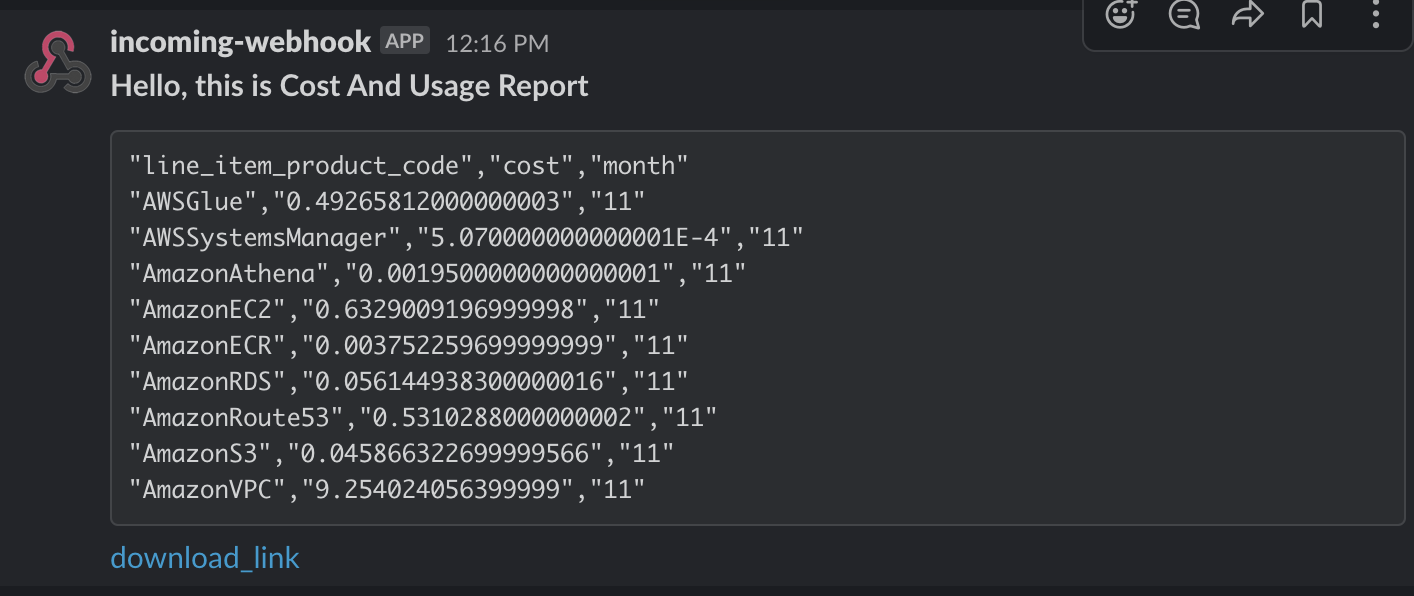 incoming-webhook APP 12:16 PM
Hello, this is Cost And Usage Report
"line_item_product_code","cost","month"
"AWSGlue","0.49265812000000003","11"
"AWSSystemsManager","5.070000000000001E-4","11"
"AmazonAthena","0.0019500000000000001","11"
"AmazonEC2","0.6329009196999998","11"
"AmazonECR","0.003752259699999999","11"
"AmazonRDS","0.056144938300000016","11"
"AmazonRoute53","0.5310288000000002","11"
"AmazonS3","0.045866322699999566","11"
"AmazonVPC","9.254024056399999","11"
download_link